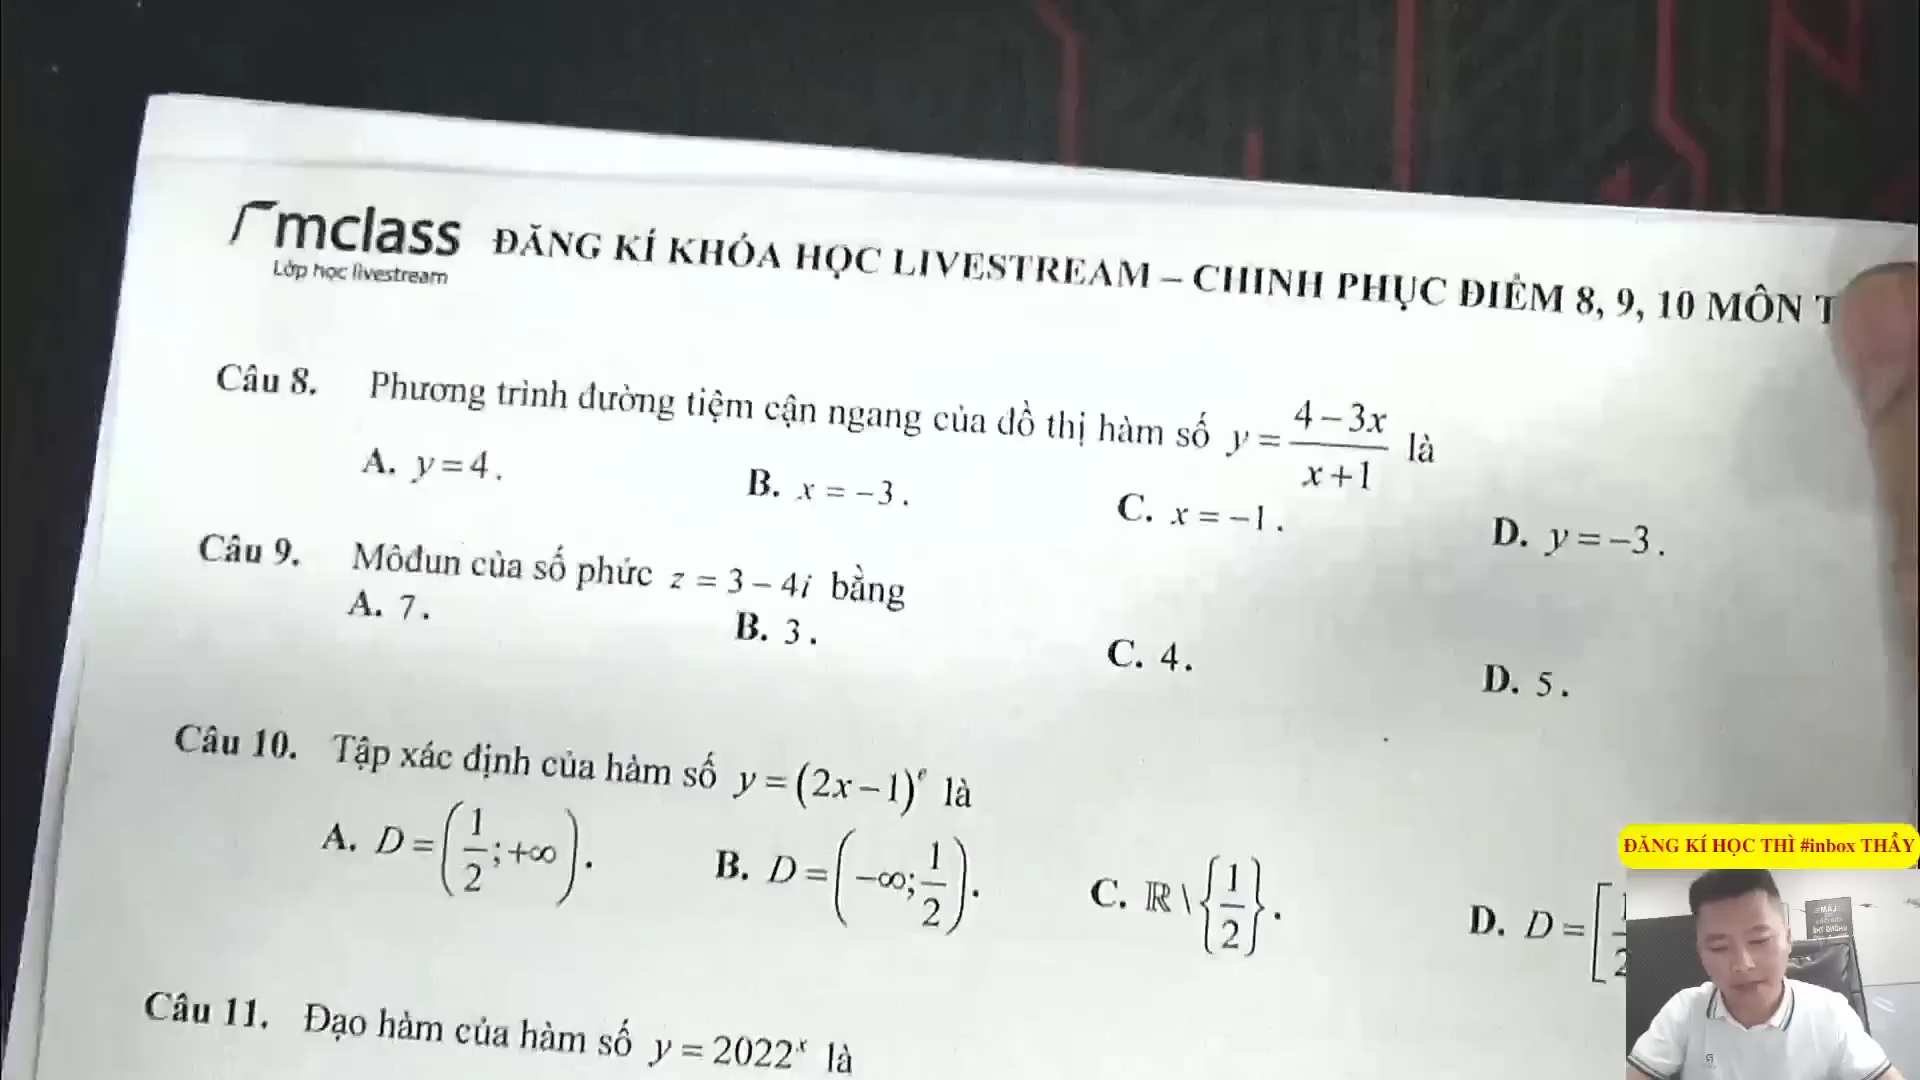 mclass
Lớp học livestream
ĐĂNG KÍ KHÓA HỌC LIVESTREAM – CHINH PHỤC ĐIỂM 8, 9, 10 MÔN T
Câu 8. Phương trình đường tiệm cận ngang của đồ thị hàm số y = (4 − 3x)/(x + 1) là
A. y = 4. B. x = −3. C. x = −1. D. y = −3.
Câu 9. Môđun của số phức z = 3 − 4i bằng
A. 7. B. 3. C. 4. D. 5.
Câu 10. Tập xác định của hàm số y = (2x − 1)^e là
A. D = (1/2; +∞). B. D = (−∞; 1/2). C. ℝ \ {1/2}. D. D = [1/2
Câu 11. Đạo hàm của hàm số y = 2022^x là
ĐĂNG KÍ HỌC THÌ #inbox THẦY